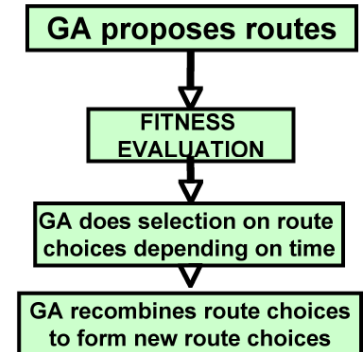 GA proposes routes
FITNESS
EVALUATION
GA does selection on route
choices depending on time
GA recombines route choices
to form new route choices